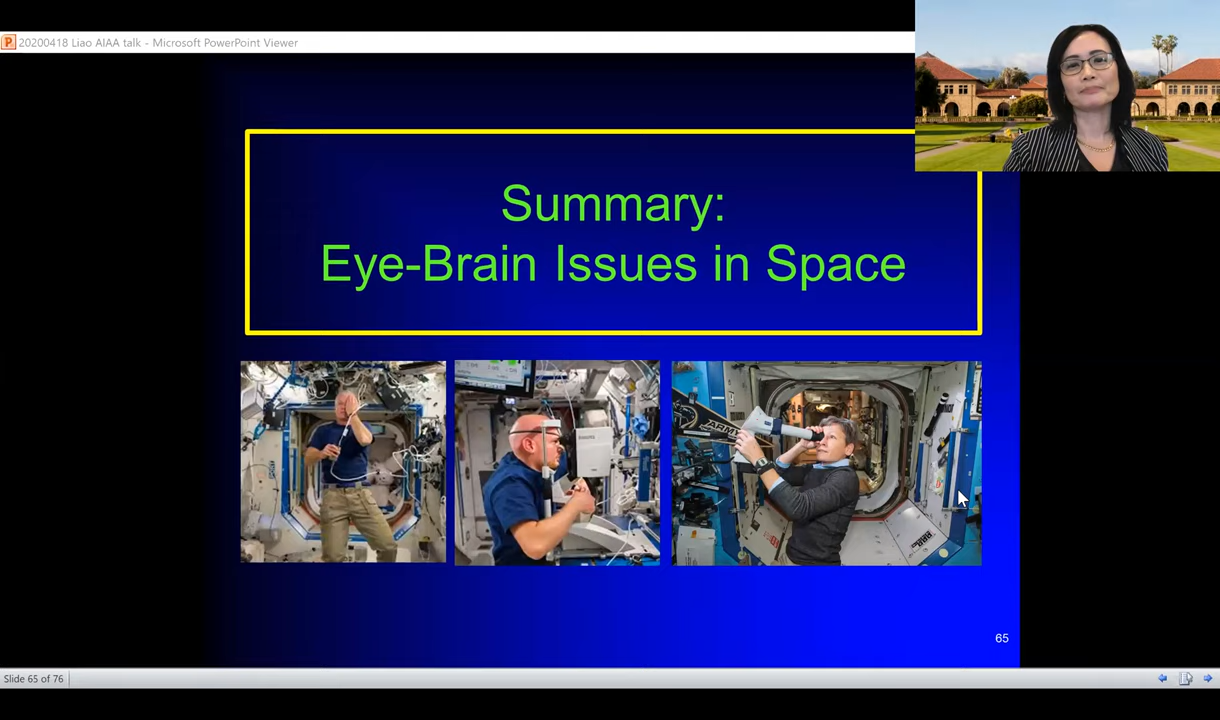 20200418 Liao AIAA talk - Microsoft PowerPoint Viewer
Summary:
Eye-Brain Issues in Space
ARMY
65
Slide 65 of 76